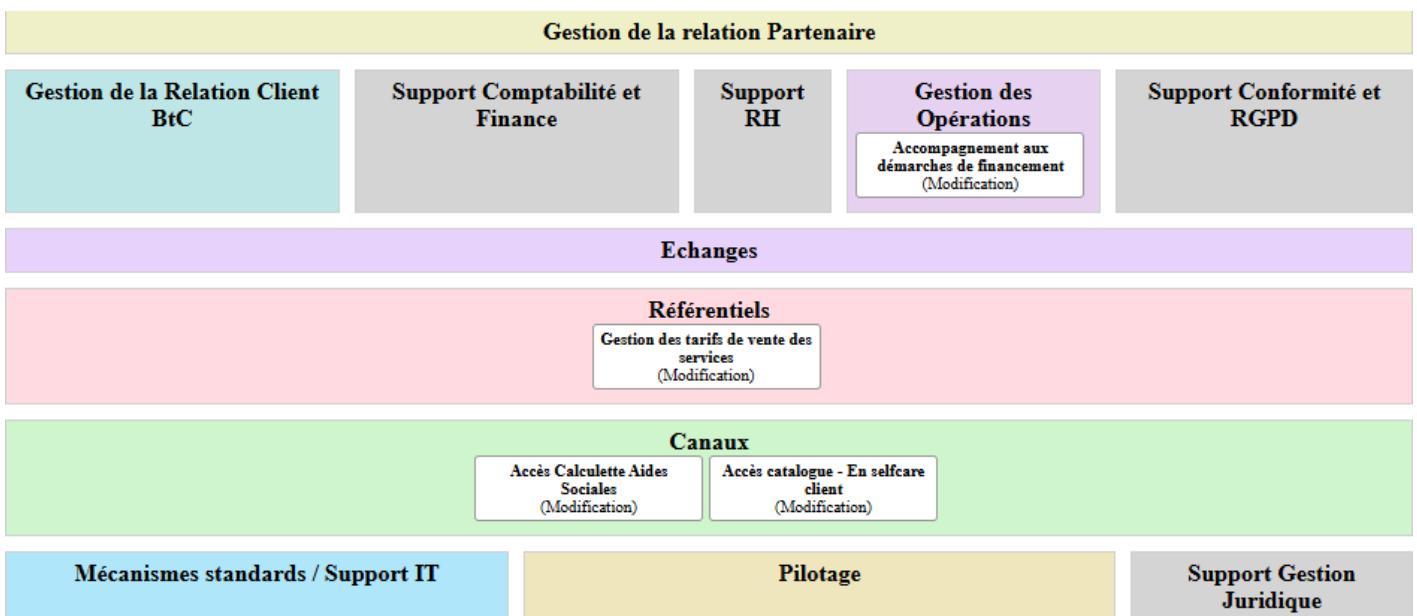 Gestion de la relation Partenaire
Gestion de la Relation Client
BtC
Support Comptabilité et
Finance
Support
RH
Gestion des
Opérations
Accompagnement aux
démarches de financement
(Modification)
Support Conformité et
RGPD
Echanges
Référentiels
Gestion des tarifs de vente des
services
(Modification)
Canaux
Accès Calculette Aides
Sociales
(Modification)
Accès catalogue - En selfcare
client
(Modification)
Mécanismes standards / Support IT
Pilotage
Support Gestion
Juridique